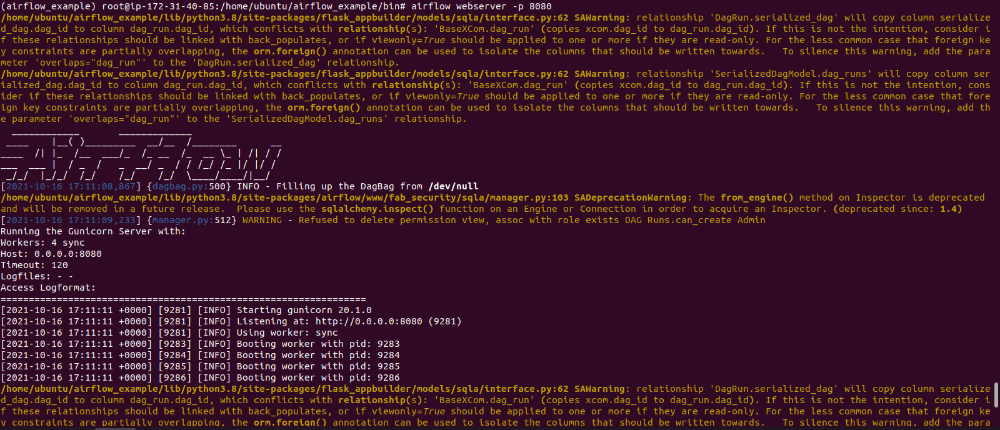 (airflow_example) root@ip-172-31-40-85:/home/ubuntu/airflow_example/bin# airflow webserver -p 8080
/home/ubuntu/airflow_example/lib/python3.8/site-packages/flask_appbuilder/models/sqla/interface.py:62 SAWarning: relationship 'DagRun.serialized_dag' will copy column serialize
d_dag.dag_id to column dag_run.dag_id, which conflicts with relationship(s): 'BaseXCom.dag_run' (copies xcom.dag_id to dag_run.dag_id). If this is not the intention, consider i
f these relationships should be linked with back_populates, or if viewonly=True should be applied to one or more if they are read-only. For the less common case that foreign ke
y constraints are partially overlapping, the orm.foreign() annotation can be used to isolate the columns that should be written towards.   To silence this warning, add the para
meter 'overlaps="dag_run"' to the 'DagRun.serialized_dag' relationship.
/home/ubuntu/airflow_example/lib/python3.8/site-packages/flask_appbuilder/models/sqla/interface.py:62 SAWarning: relationship 'SerializedDagModel.dag_runs' will copy column ser
ialized_dag.dag_id to column dag_run.dag_id, which conflicts with relationship(s): 'BaseXCom.dag_run' (copies xcom.dag_id to dag_run.dag_id). If this is not the intention, cons
ider if these relationships should be linked with back_populates, or if viewonly=True should be applied to one or more if they are read-only. For the less common case that fore
ign key constraints are partially overlapping, the orm.foreign() annotation can be used to isolate the columns that should be written towards.   To silence this warning, add th
e parameter 'overlaps="dag_run"' to the 'SerializedDagModel.dag_runs' relationship.
  ____________       _____________
 ____    |__( )_________  __/__  /________      __
____  /| |_  /__  ___/_  /_ __  /_  __ \_ | /| / /
___  ___ |  / _  /   _  __/ _  / / /_/ /_ |/ |/ /
 _/_/  |_/_/  /_/    /_/    /_/  \____/____/|__/
[2021-10-16 17:11:08,867] {dagbag.py:500} INFO - Filling up the DagBag from /dev/null
/home/ubuntu/airflow_example/lib/python3.8/site-packages/airflow/www/fab_security/sqla/manager.py:103 SADeprecationWarning: The from_engine() method on Inspector is deprecated
and will be removed in a future release.  Please use the sqlalchemy.inspect() function on an Engine or Connection in order to acquire an Inspector. (deprecated since: 1.4)
[2021-10-16 17:11:09,233] {manager.py:512} WARNING - Refused to delete permission view, assoc with role exists DAG Runs.can_create Admin
Running the Gunicorn Server with:
Workers: 4 sync
Host: 0.0.0.0:8080
Timeout: 120
Logfiles: - -
Access Logformat:
=================================================================
[2021-10-16 17:11:11 +0000] [9281] [INFO] Starting gunicorn 20.1.0
[2021-10-16 17:11:11 +0000] [9281] [INFO] Listening at: http://0.0.0.0:8080 (9281)
[2021-10-16 17:11:11 +0000] [9281] [INFO] Using worker: sync
[2021-10-16 17:11:11 +0000] [9283] [INFO] Booting worker with pid: 9283
[2021-10-16 17:11:11 +0000] [9284] [INFO] Booting worker with pid: 9284
[2021-10-16 17:11:11 +0000] [9285] [INFO] Booting worker with pid: 9285
[2021-10-16 17:11:11 +0000] [9286] [INFO] Booting worker with pid: 9286
/home/ubuntu/airflow_example/lib/python3.8/site-packages/flask_appbuilder/models/sqla/interface.py:62 SAWarning: relationship 'DagRun.serialized_dag' will copy column serialize
d_dag.dag_id to column dag_run.dag_id, which conflicts with relationship(s): 'BaseXCom.dag_run' (copies xcom.dag_id to dag_run.dag_id). If this is not the intention, consider i
f these relationships should be linked with back_populates, or if viewonly=True should be applied to one or more if they are read-only. For the less common case that foreign ke
y constraints are partially overlapping, the orm.foreign() annotation can be used to isolate the columns that should be written towards.   To silence this warning, add the para